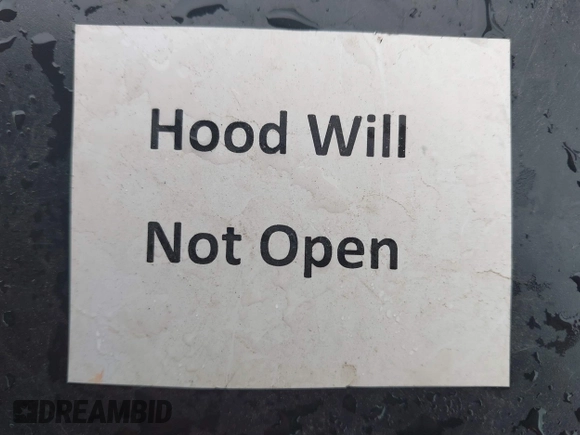 Hood Will
Not Open
DREAMBID